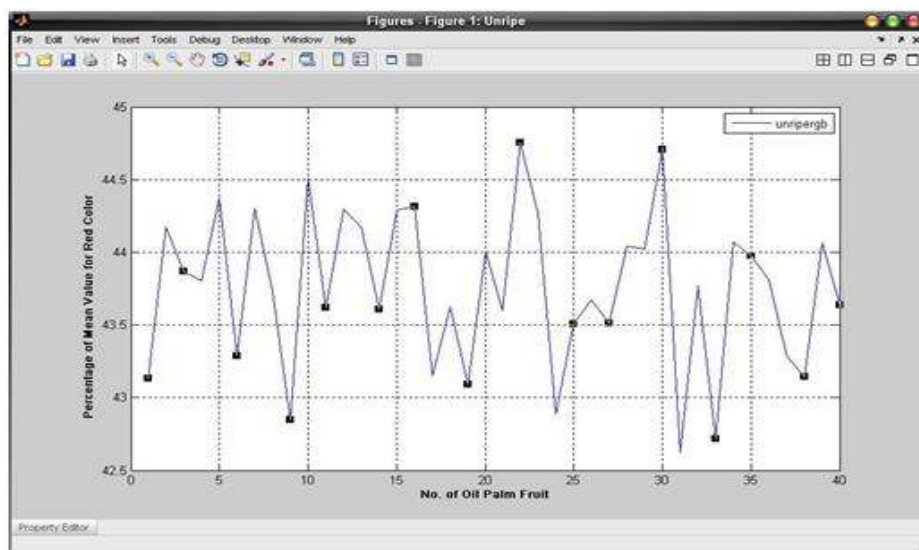 Figures - Figure 1: Unripe
File Edit View Insert Tools Debug Desktop Window Help
45
44.5
44
43.5
43
42.5
0 5 10 15 20 25 30 35 40
unripergb
Percentage of Mean Value for Red Color
No. of Oil Palm Fruit
Property Editor